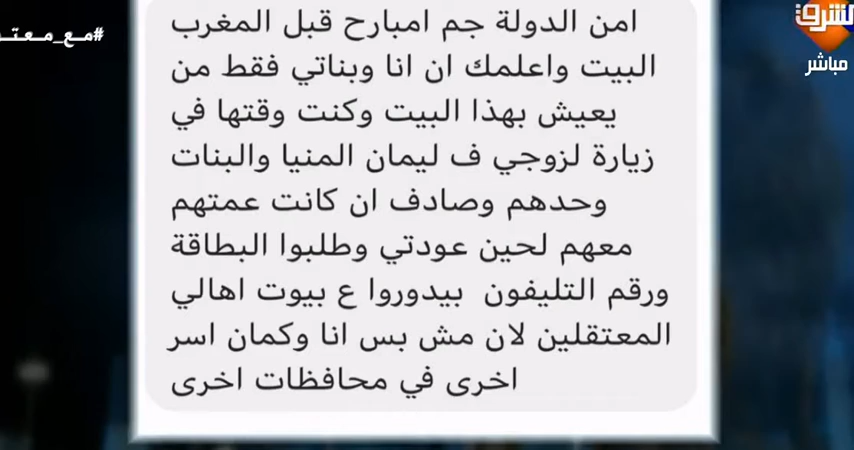 امن الدولة جم امبارح قبل المغرب
البيت واعلمك ان انا وبناتي فقط من
يعيش بهذا البيت وكنت وقتها في
زيارة لزوجي ف ليمان المنيا والبنات
وحدهم وصادف ان كانت عمتهم
معهم لحين عودتي وطلبوا البطاقة
ورقم التليفون بيدوروا ع بيوت اهالي
المعتقلين لان مش بس انا وكمان اسر
اخرى في محافظات اخرى
الشرق
مباشر
#مـع_معتـ